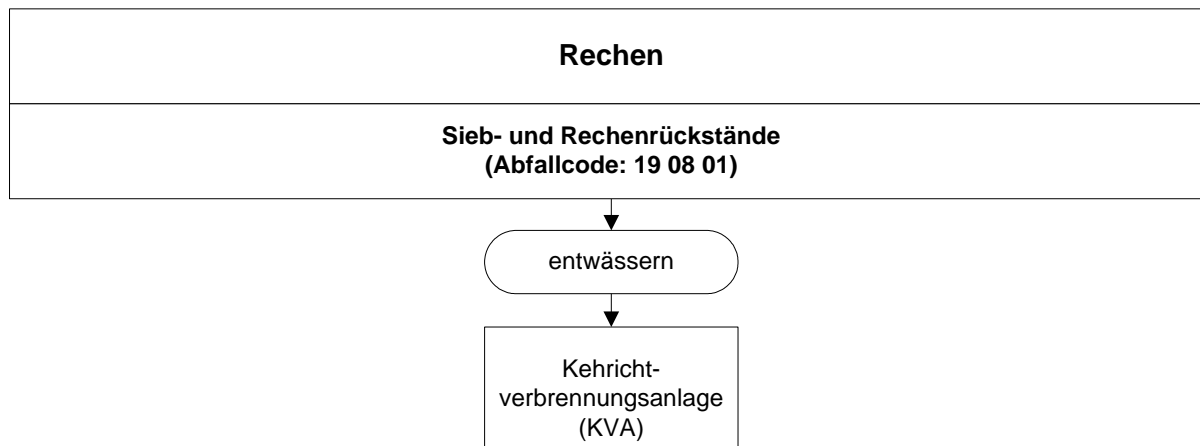 Rechen
Sieb- und Rechenrückstände
(Abfallcode: 19 08 01)
entwässern
Kehricht-
verbrennungsanlage
(KVA)